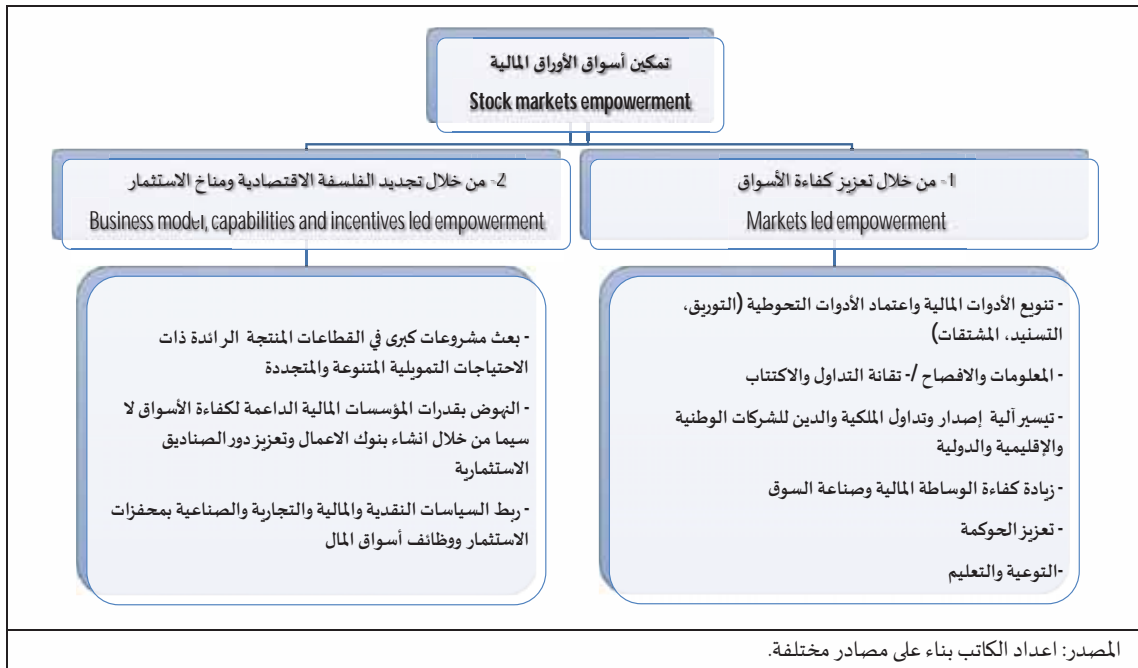 تمكين أسواق الأوراق المالية
Stock markets empowerment
1- من خلال تعزيز كفاءة الأسواق
Markets led empowerment
- تنويع الأدوات المالية واعتماد الأدوات التحوطية (التوريق،
التسنيد، المشتقات)
- المعلومات والافصاح /- تقانة التداول والاكتتاب
- تيسير آلية إصدار وتداول الملكية والدين للشركات الوطنية
والإقليمية والدولية
- زيادة كفاءة الوساطة المالية وصناعة السوق
- تعزيز الحوكمة
-التوعية والتعليم
2- من خلال تجديد الفلسفة الاقتصادية ومناخ الاستثمار
Business model, capabilities and incentives led empowerment
- بعث مشروعات كبرى في القطاعات المنتجة الرائدة ذات
الاحتياجات التمويلية المتنوعة والمتجددة
- النهوض بقدرات المؤسسات المالية الداعمة لكفاءة الأسواق لا
سيما من خلال انشاء بنوك الاعمال وتعزيز دور الصناديق
الاستثمارية
- ربط السياسات النقدية والمالية والتجارية والصناعية بمحفزات
الاستثمار ووظائف أسواق المال
المصدر: اعداد الكاتب بناء على مصادر مختلفة.